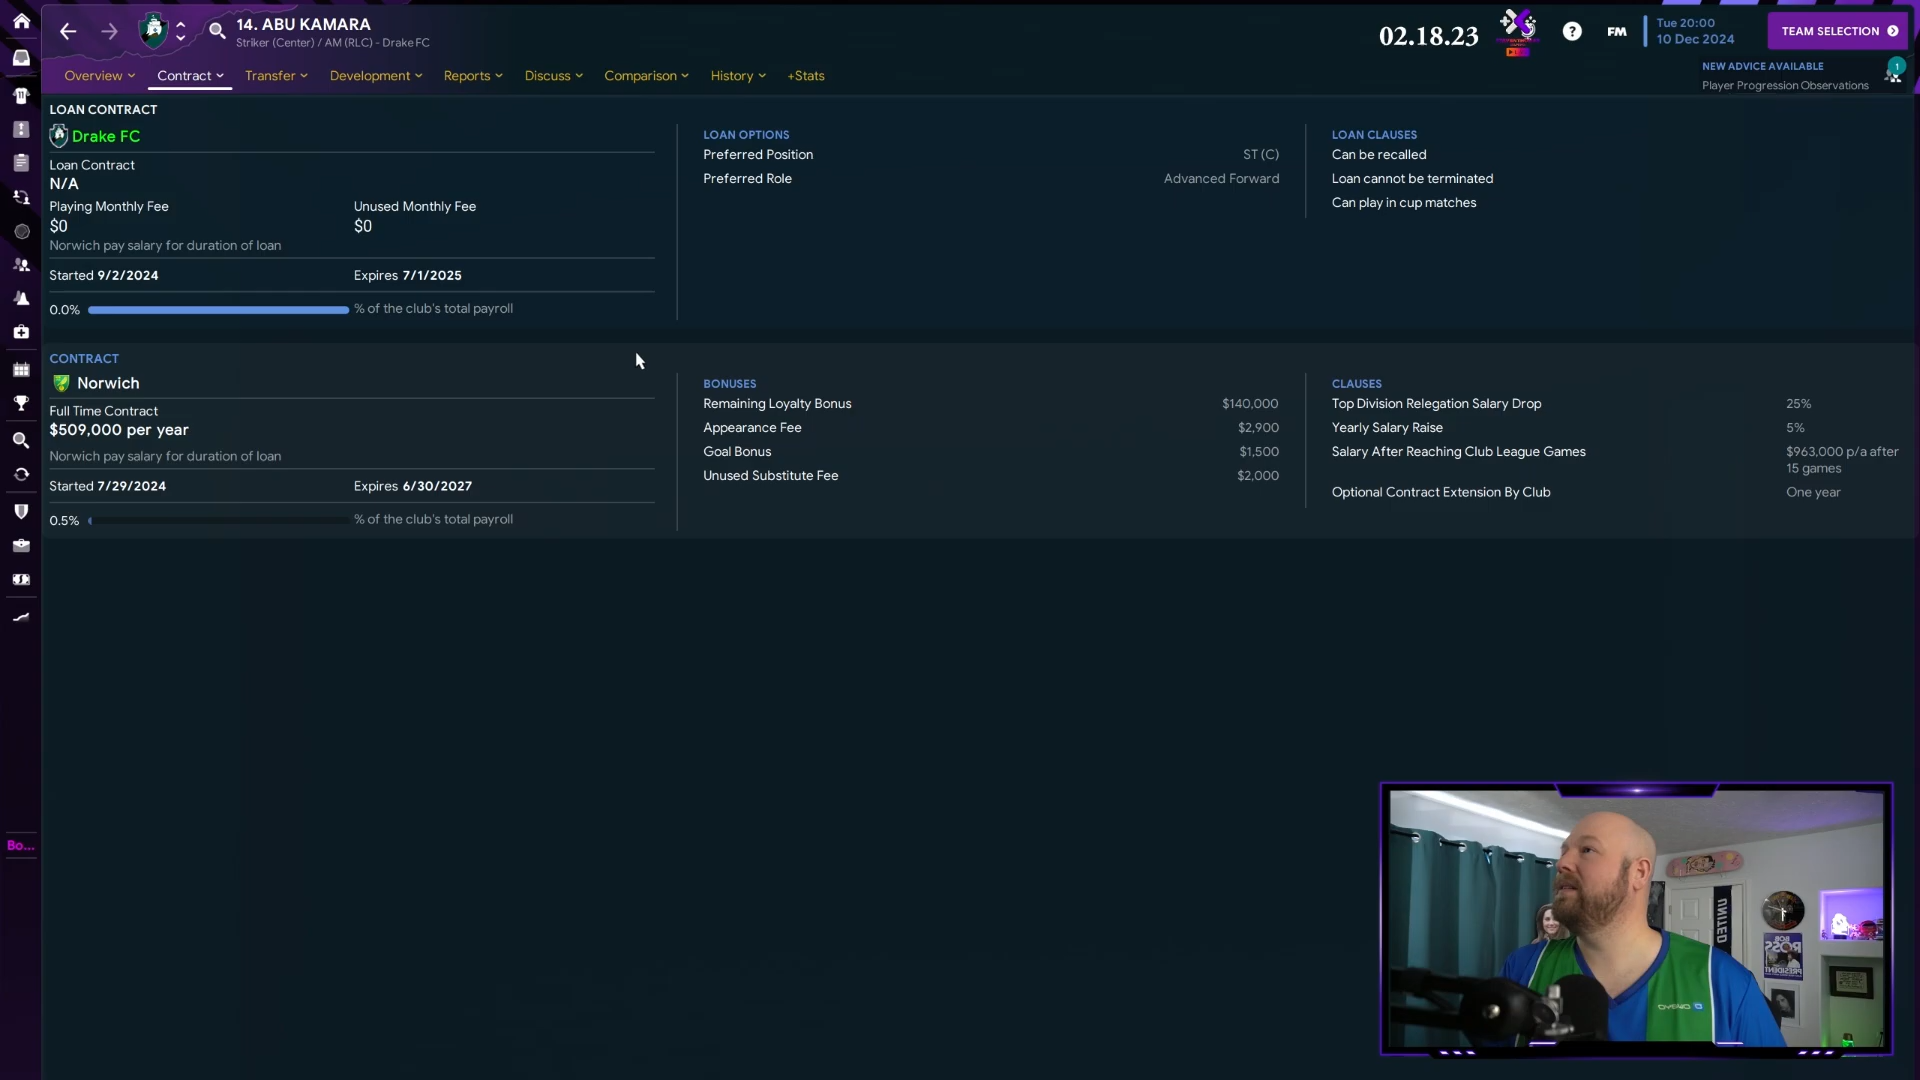 14. ABU KAMARA
Striker (Center) / AM (RLC) - Drake FC
02.18.23
FM
Tue 20:00
10 Dec 2024
TEAM SELECTION
Overview
Contract
Transfer
Development
Reports
Discuss
Comparison
History
+Stats
NEW ADVICE AVAILABLE
Player Progression Observations
1
LOAN CONTRACT
Drake FC
Loan Contract
N/A
Playing Monthly Fee
Unused Monthly Fee
$0
$0
Norwich pay salary for duration of loan
Started 9/2/2024
Expires 7/1/2025
0.0%
% of the club's total payroll
LOAN OPTIONS
Preferred Position
ST (C)
Preferred Role
Advanced Forward
LOAN CLAUSES
Can be recalled
Loan cannot be terminated
Can play in cup matches
CONTRACT
Norwich
Full Time Contract
$509,000 per year
Norwich pay salary for duration of loan
Started 7/29/2024
Expires 6/30/2027
0.5%
% of the club's total payroll
BONUSES
Remaining Loyalty Bonus
$140,000
Appearance Fee
$2,900
Goal Bonus
$1,500
Unused Substitute Fee
$2,000
CLAUSES
Top Division Relegation Salary Drop
25%
Yearly Salary Raise
5%
Salary After Reaching Club League Games
$963,000 p/a after
15 games
Optional Contract Extension By Club
One year
Bo...
UNITED
BOB
ROSS
PRESIDENT